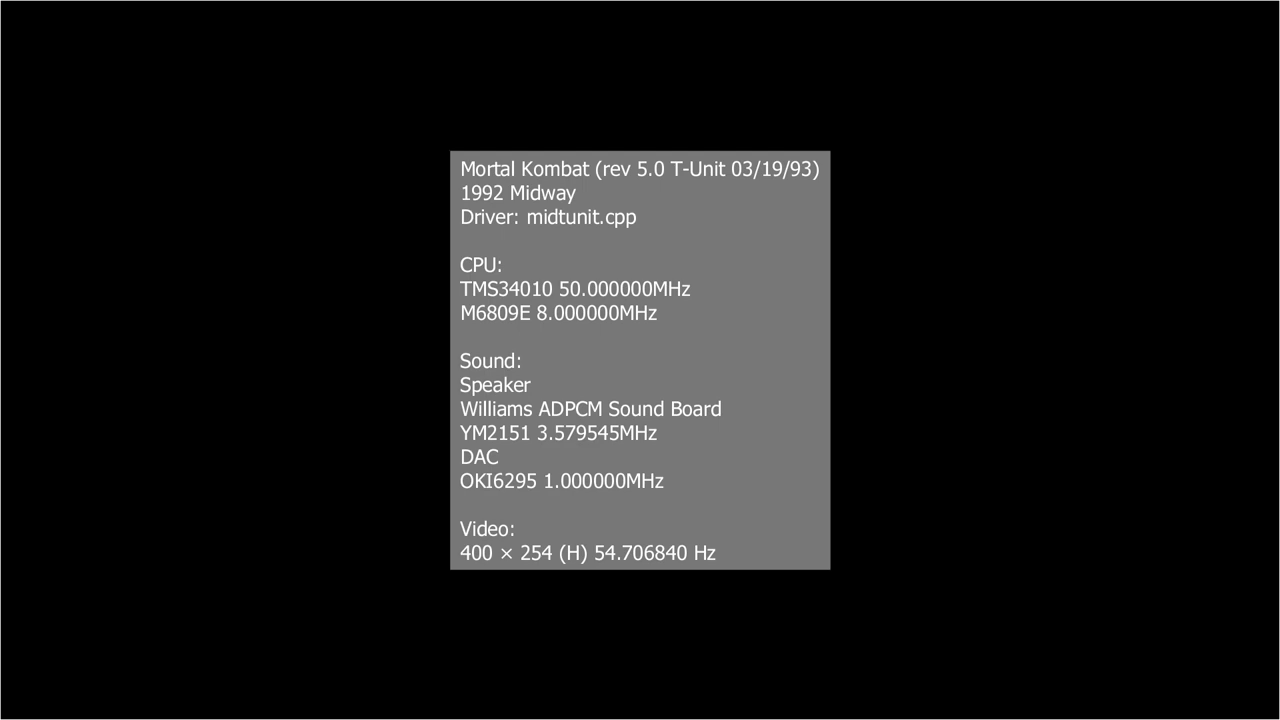 Mortal Kombat (rev 5.0 T-Unit 03/19/93)
1992 Midway
Driver: midtunit.cpp
CPU:
TMS34010 50.000000MHz
M6809E 8.000000MHz
Sound:
Speaker
Williams ADPCM Sound Board
YM2151 3.579545MHz
DAC
OKI6295 1.000000MHz
Video:
400 × 254 (H) 54.706840 Hz